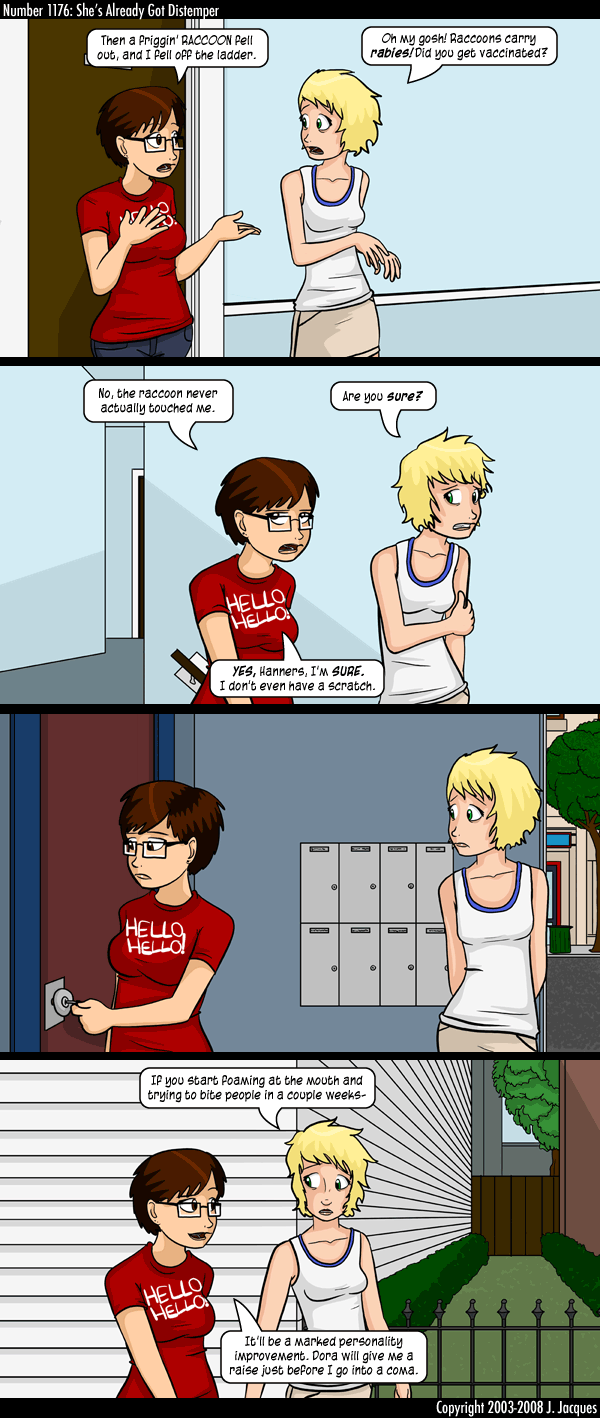 Number 1176: She's Already Got Distemper
Then a friggin' RACCOON fell
out, and I fell off the ladder.
Oh my gosh! Raccoons carry
rabies! Did you get vaccinated?
HELLO
No, the raccoon never
actually touched me.
Are you sure?
HELLO
HELLO!
YES, Hanners, I'm SURE.
I don't even have a scratch.
HELLO
HELLO!
If you start foaming at the mouth and
trying to bite people in a couple weeks-
HELLO
HELLO!
It'll be a marked personality
improvement. Dora will give me a
raise just before I go into a coma.
Copyright 2003-2008 J. Jacques